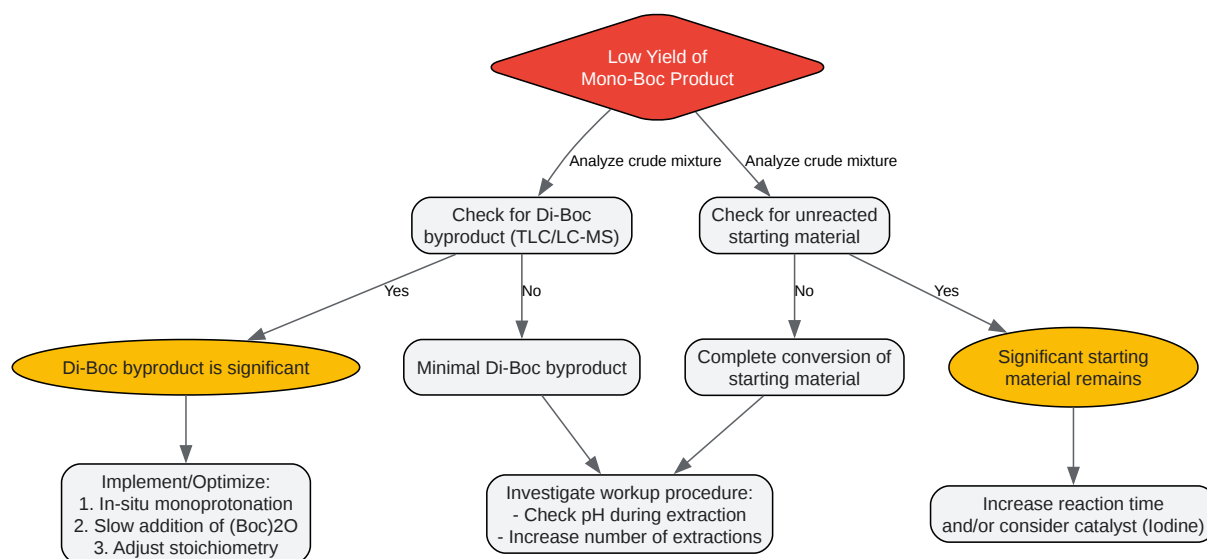 Low Yield of
Mono-Boc Product
Analyze crude mixture
Analyze crude mixture
Check for Di-Boc
byproduct (TLC/LC-MS)
Check for unreacted
starting material
Yes
No
No
Yes
Di-Boc byproduct is significant
Minimal Di-Boc byproduct
Complete conversion of
starting material
Significant starting
material remains
Implement/Optimize:
1. In-situ monoprotonation
2. Slow addition of (Boc)2O
3. Adjust stoichiometry
Investigate workup procedure:
- Check pH during extraction
- Increase number of extractions
Increase reaction time
and/or consider catalyst (Iodine)